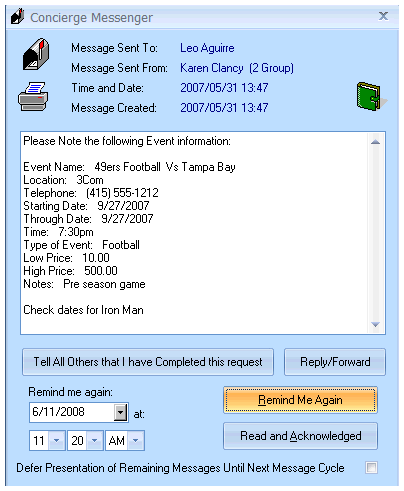 Concierge Messenger
Message Sent To: Leo Aguirre
Message Sent From: Karen Clancy (2 Group)
Time and Date: 2007/05/31 13:47
Message Created: 2007/05/31 13:47
Please Note the following Event information:
Event Name: 49ers Football Vs Tampa Bay
Location: 3Com
Telephone: (415) 555-1212
Starting Date: 9/27/2007
Through Date: 9/27/2007
Time: 7:30pm
Type of Event: Football
Low Price: 10.00
High Price: 500.00
Notes: Pre season game
Check dates for Iron Man
Tell All Others that I have Completed this request Reply/Forward
Remind me again:
6/11/2008 at: Remind Me Again
11 20 AM Read and Acknowledged
Defer Presentation of Remaining Messages Until Next Message Cycle